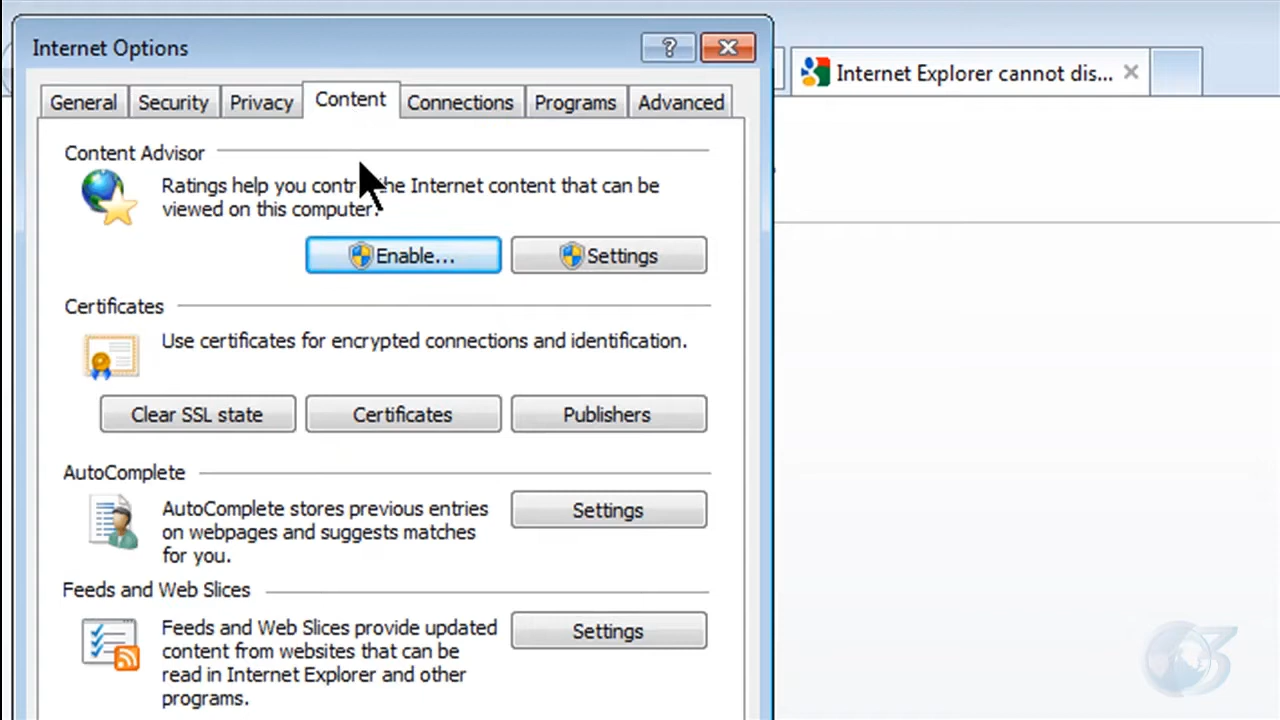 Internet Options
?
Internet Explorer cannot dis...
General Security Privacy Content Connections Programs Advanced
Content Advisor
Ratings help you contr the Internet content that can be
viewed on this computer.
Enable... Settings
Certificates
Use certificates for encrypted connections and identification.
Clear SSL state Certificates Publishers
AutoComplete
AutoComplete stores previous entries
on webpages and suggests matches
for you.
Settings
Feeds and Web Slices
Feeds and Web Slices provide updated
content from websites that can be
read in Internet Explorer and other
programs.
Settings